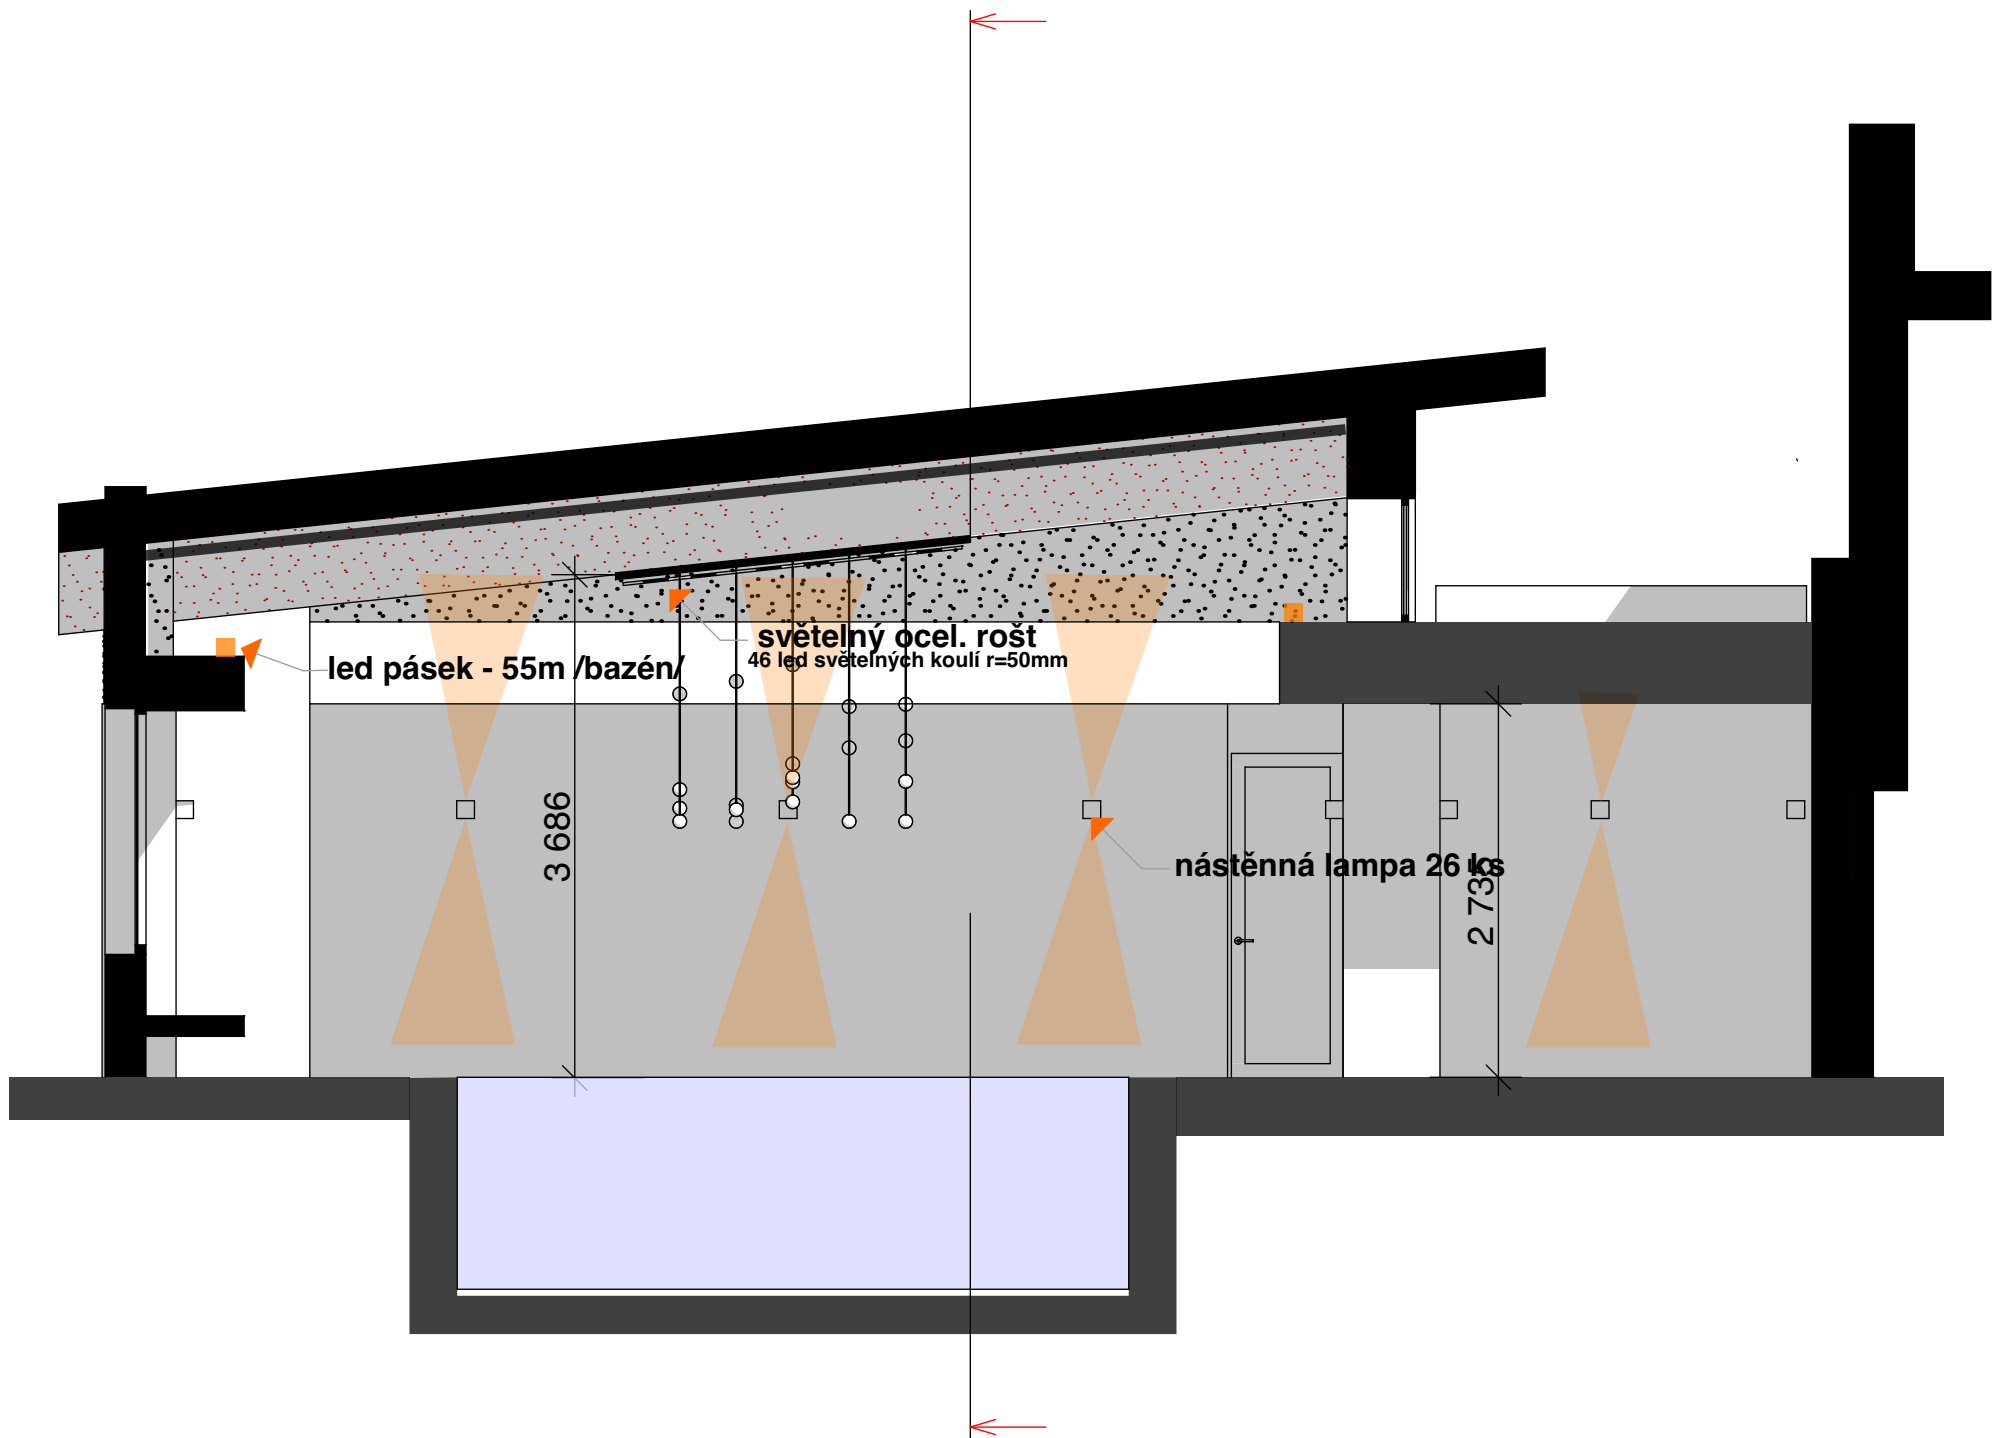 světelný ocel. rošt
46 led světelných koulí r=50mm
led pásek - 55m /bazén/
3 686
nástěnná lampa 26 ks
2 73